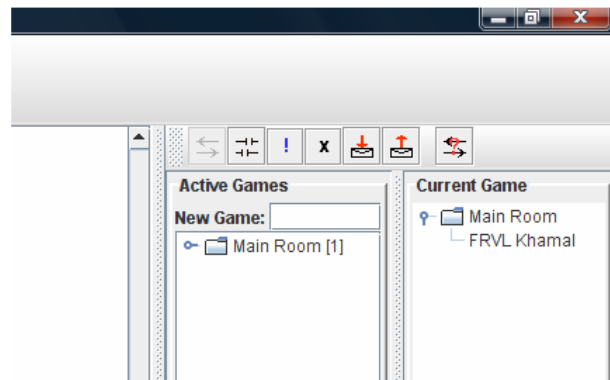 ! x ?
Active Games
New Game:
Main Room [1]
Current Game
Main Room
FRVL Khamal